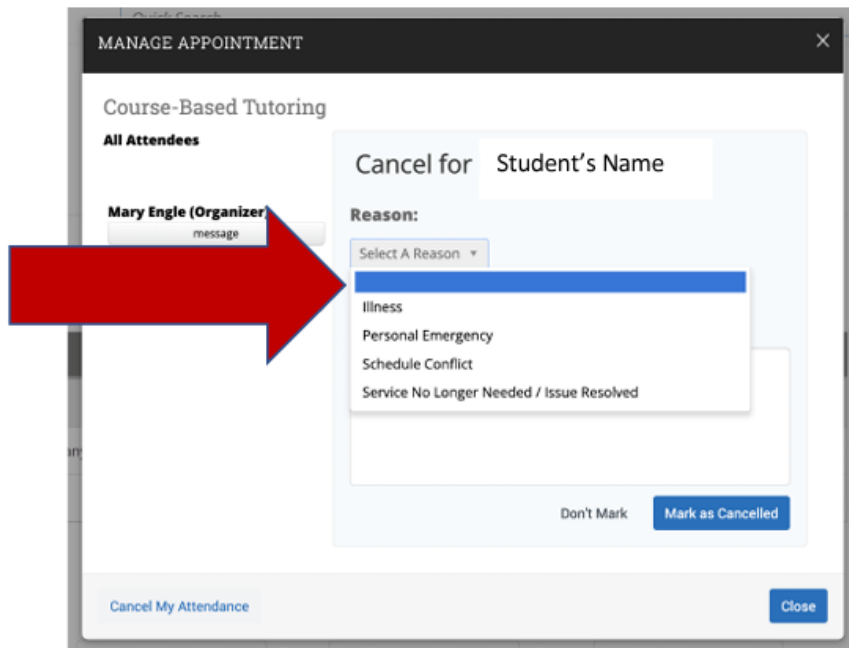 Quick Search
MANAGE APPOINTMENT
Course-Based Tutoring
All Attendees
Mary Engle (Organizer)
message
Cancel for Student's Name
Reason:
Select A Reason
Illness
Personal Emergency
Schedule Conflict
Service No Longer Needed / Issue Resolved
Don't Mark
Mark as Cancelled
Cancel My Attendance
Close